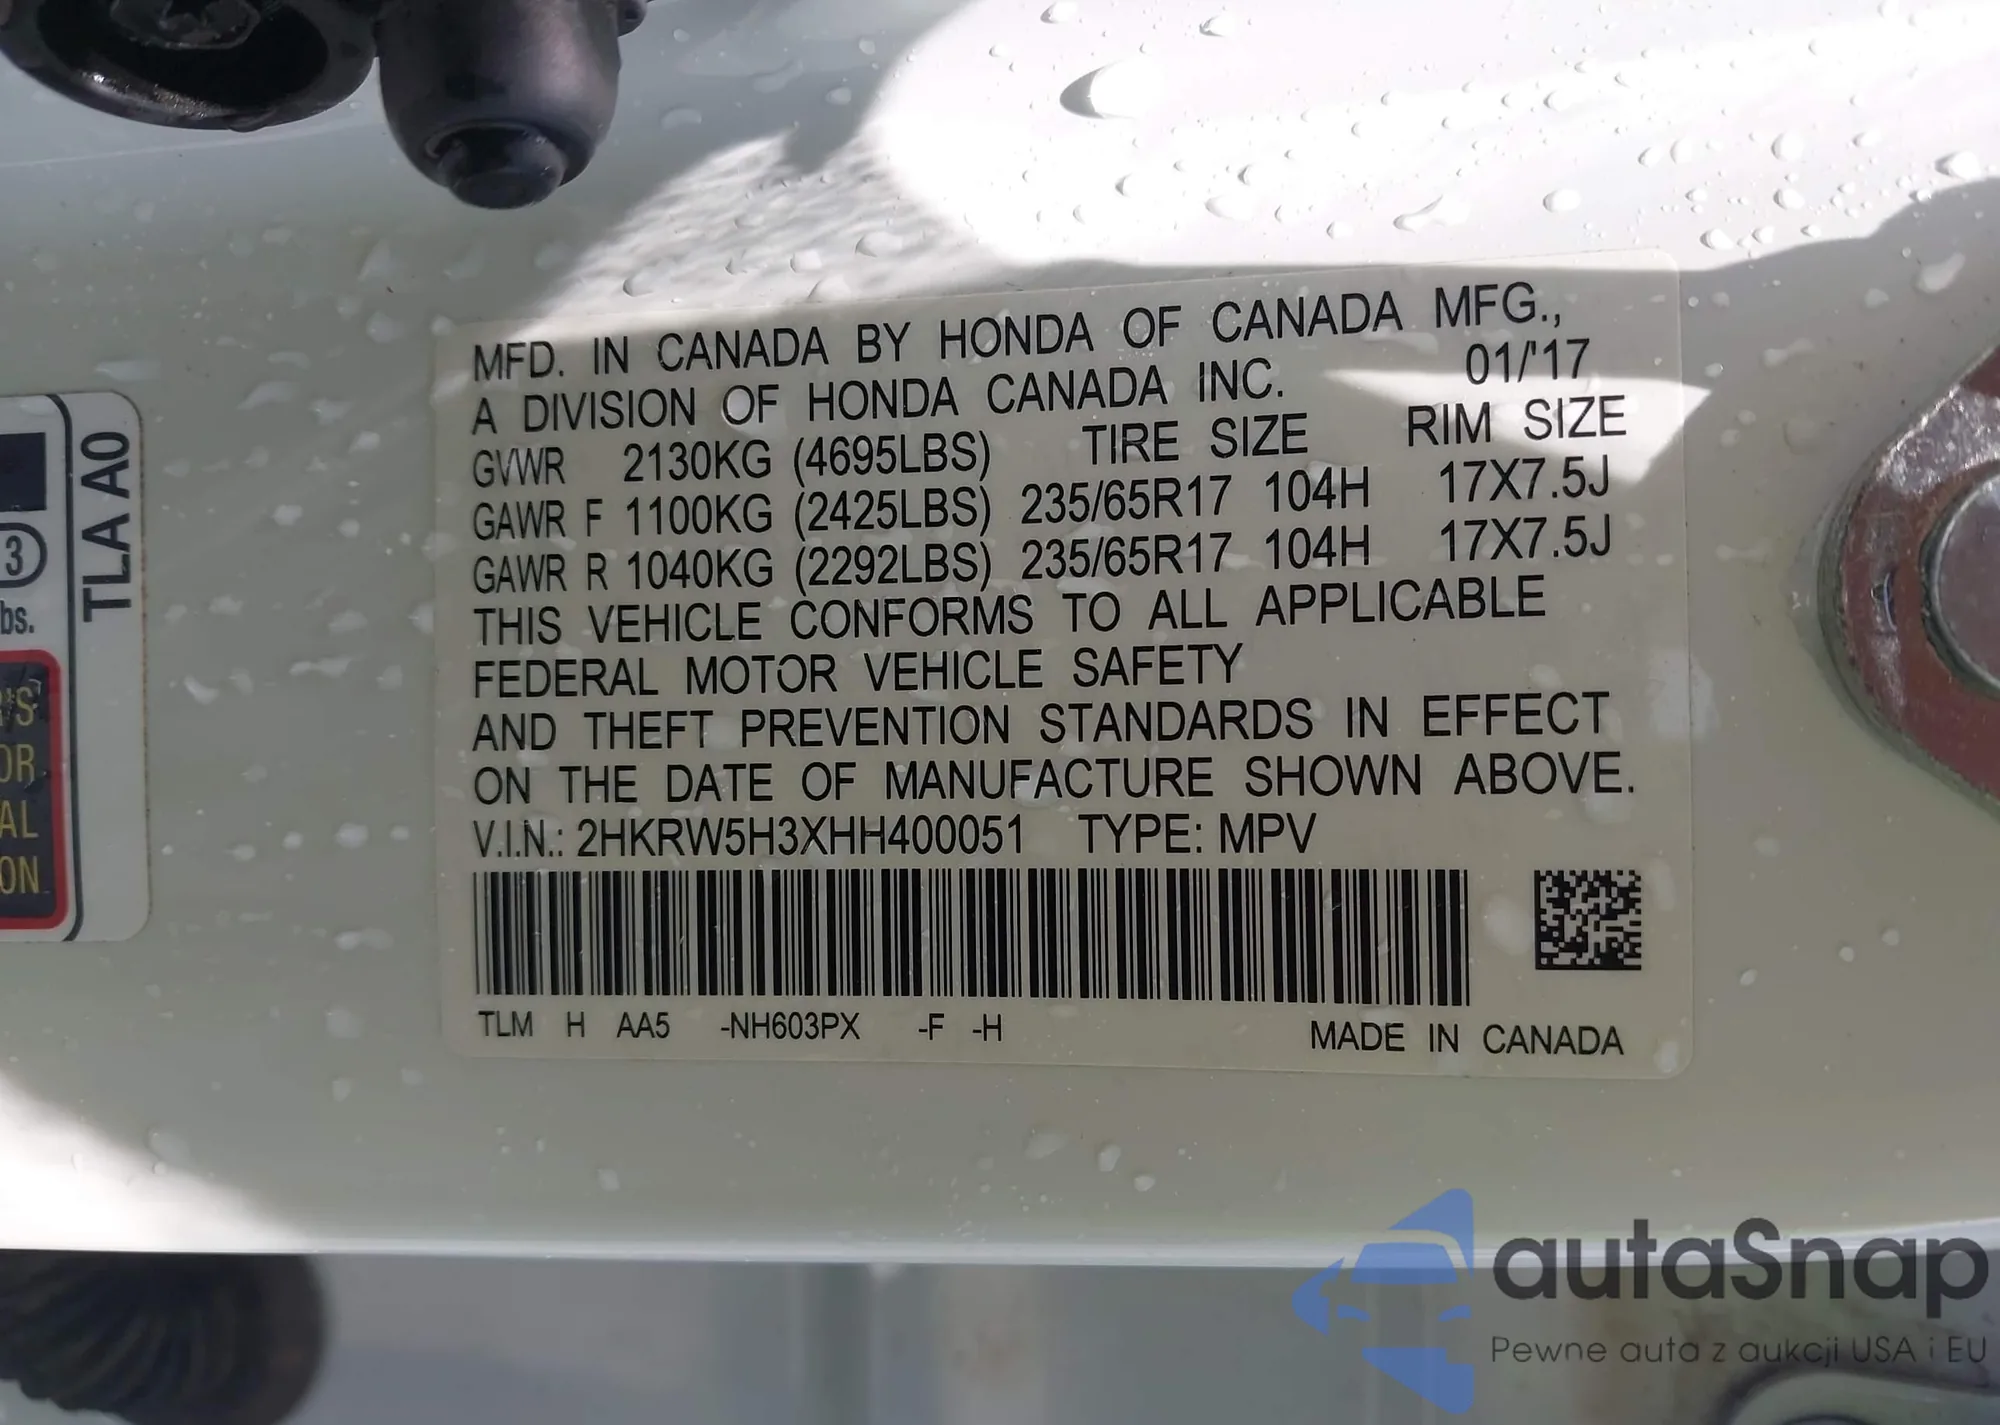 MFD. IN CANADA BY HONDA OF CANADA MFG.,
A DIVISION OF HONDA CANADA INC. 01/'17
GVWR 2130KG (4695LBS) TIRE SIZE RIM SIZE
GAWR F 1100KG (2425LBS) 235/65R17 104H 17X7.5J
GAWR R 1040KG (2292LBS) 235/65R17 104H 17X7.5J
THIS VEHICLE CONFORMS TO ALL APPLICABLE
FEDERAL MOTOR VEHICLE SAFETY
AND THEFT PREVENTION STANDARDS IN EFFECT
ON THE DATE OF MANUFACTURE SHOWN ABOVE.
V.I.N.: 2HKRW5H3XHH400051 TYPE: MPV
TLM H AA5 -NH603PX -F -H MADE IN CANADA
TLA A0
3
bs.
autaSnap
Pewne auta z aukcji USA i EU